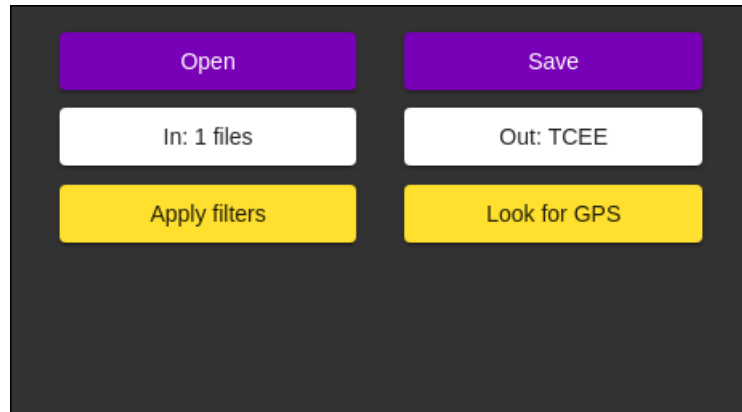 Open
Save
In: 1 files
Out: TCEE
Apply filters
Look for GPS